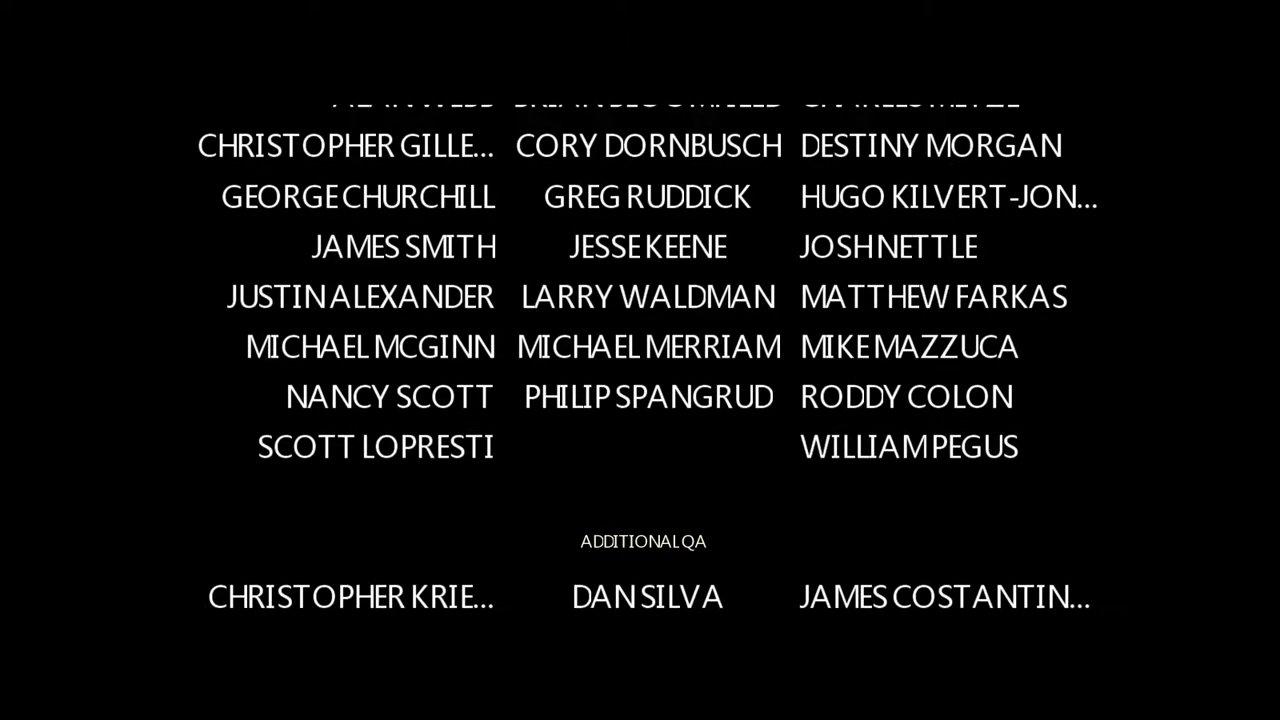 CHRISTOPHER GILLE... CORY DORNBUSCH DESTINY MORGAN
GEORGE CHURCHILL GREG RUDDICK HUGO KILVERT-JON...
JAMES SMITH JESSE KEENE JOSH NETTLE
JUSTIN ALEXANDER LARRY WALDMAN MATTHEW FARKAS
MICHAEL MCGINN MICHAEL MERRIAM MIKE MAZZUCA
NANCY SCOTT PHILIP SPANGRUD RODDY COLON
SCOTT LOPRESTI WILLIAM PEGUS
ADDITIONAL QA
CHRISTOPHER KRIE... DAN SILVA JAMES COSTANTIN...